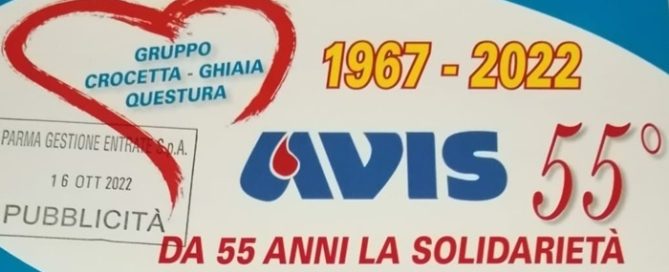 GRUPPO
CROCETTA - GHIAIA
QUESTURA
1967 - 2022
PARMA GESTIONE ENTRATE S.p.A.
16 OTT 2022
PUBBLICITÀ
AVIS 55°
DA 55 ANNI LA SOLIDARIETÀ